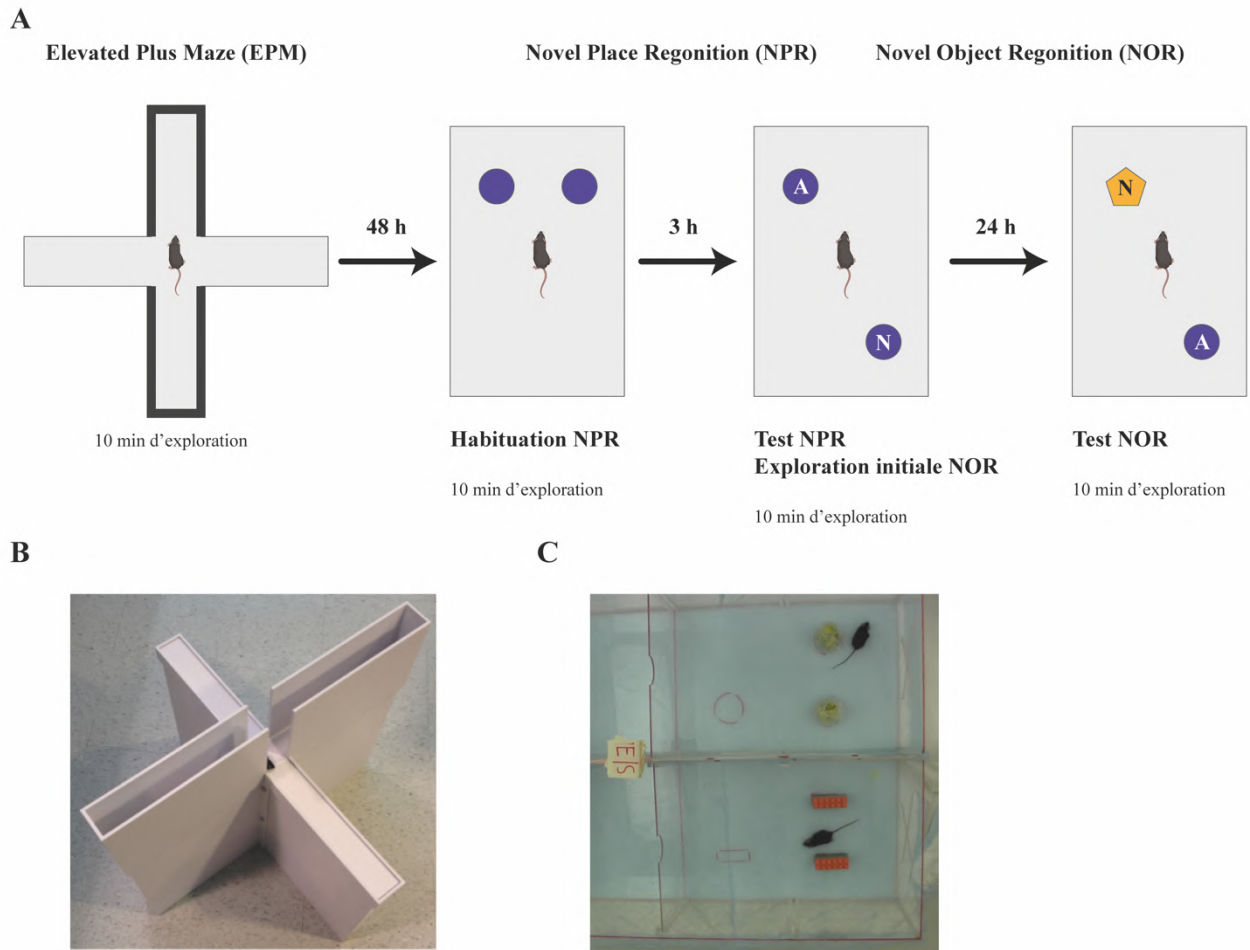 A
Elevated Plus Maze (EPM)
Novel Place Regonition (NPR)
Novel Object Regonition (NOR)
48 h
3 h
24 h
A
N
N
A
10 min d’exploration
Habituation NPR
10 min d’exploration
Test NPR
Exploration initiale NOR
10 min d’exploration
Test NOR
10 min d’exploration
B
C